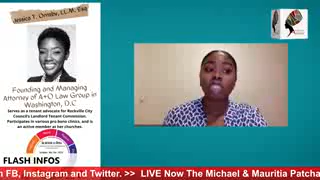 Jessica T. Ornsby, LL.M, Esq
Founding and Managing
Attorney of A+O Law Group in
Washington, D.C
Serves as a tenant advocate for Rockville City
Council's Landlord Tenant Commission.
Participates in various pro-bono clinics, and is
an active member at her churches.
FLASH INFOS
n FB, Instagram and Twitter. >> LIVE Now The Michael & Mauritia Patcha